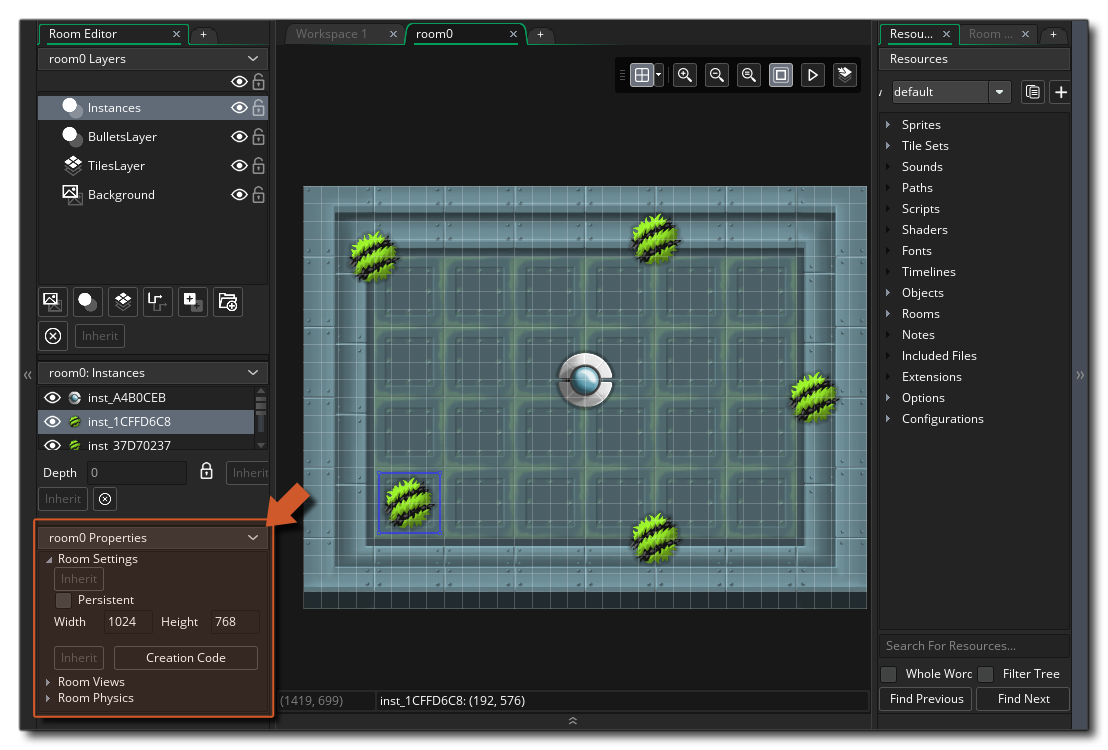 Room Editor
Workspace 1
room0
Resou...
Room ...
room0 Layers
Resources
default
Instances
BulletsLayer
TilesLayer
Background
Sprites
Tile Sets
Sounds
Paths
Scripts
Shaders
Fonts
Timelines
Objects
Rooms
Notes
Included Files
Extensions
Options
Configurations
Inherit
room0: Instances
inst_A4B0CEB
inst_1CFFD6C8
inst_37D70237
Depth 0
Inherit
Inherit
room0 Properties
Room Settings
Inherit
Persistent
Width 1024 Height 768
Inherit Creation Code
Room Views
Room Physics
(1419, 699) inst_1CFFD6C8: (192, 576)
Search For Resources...
Whole Worc Filter Tree
Find Previous Find Next